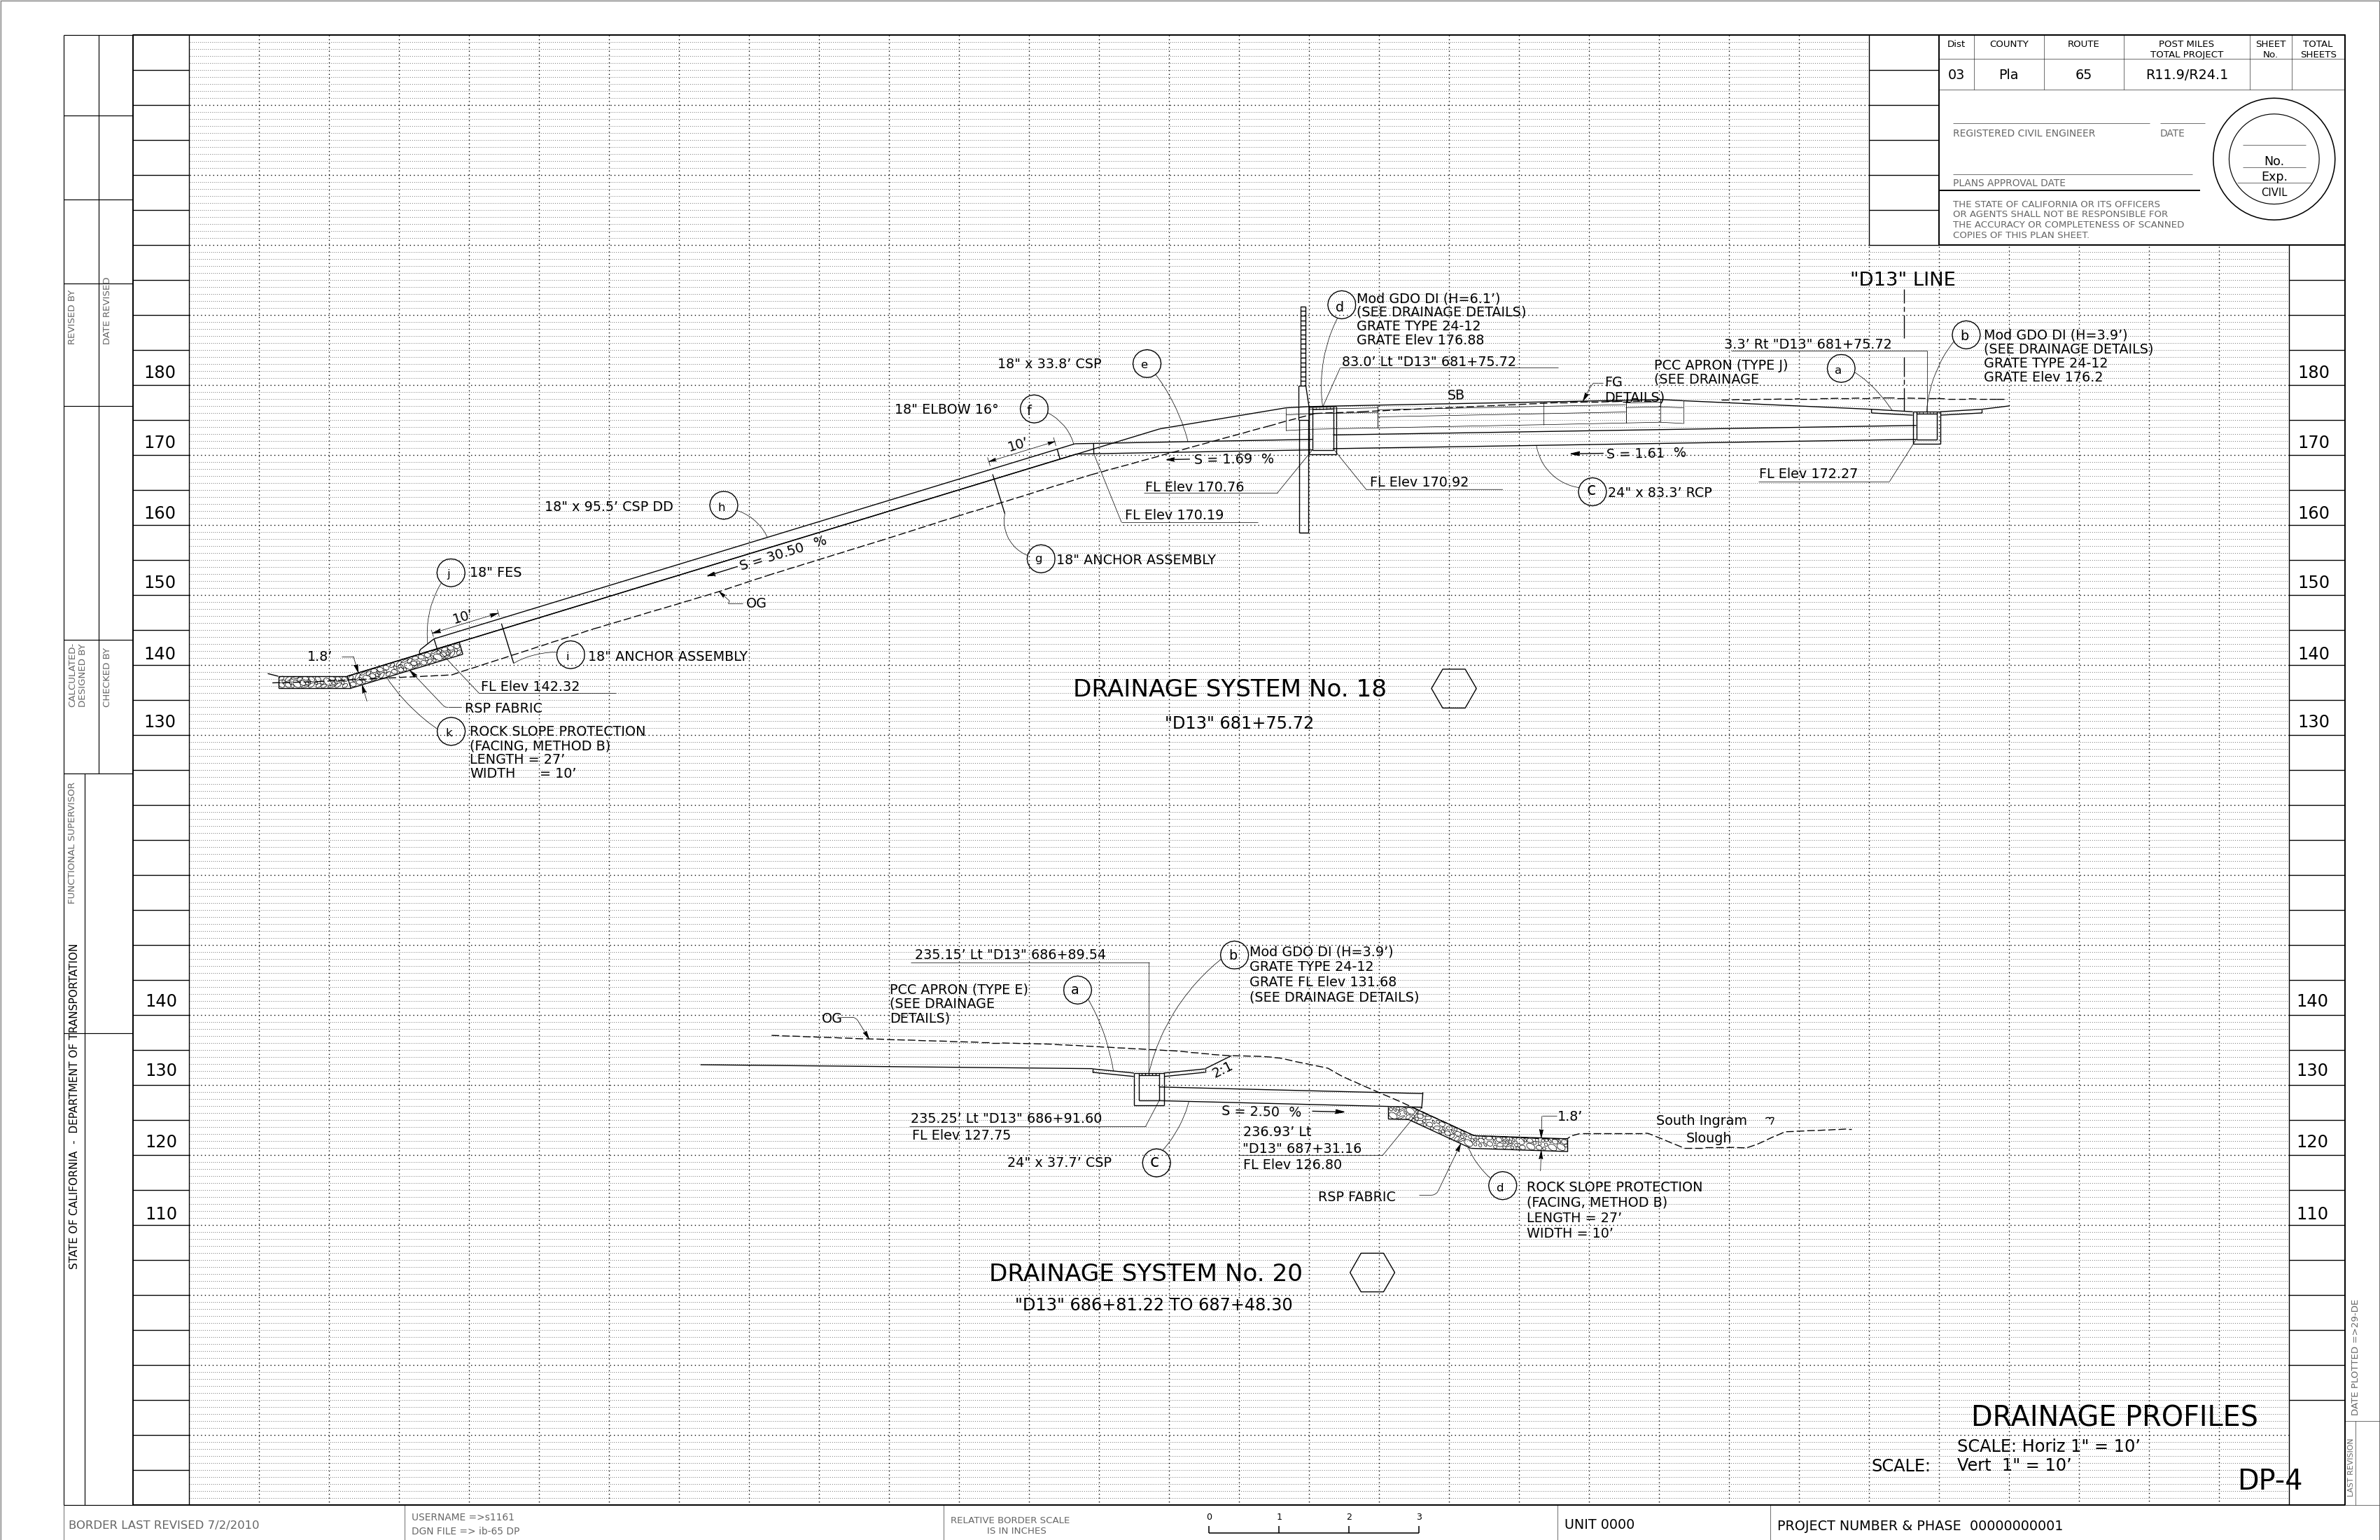 Dist COUNTY ROUTE POST MILES TOTAL PROJECT SHEET No. TOTAL SHEETS
03 Pla 65 R11.9/R24.1
REGISTERED CIVIL ENGINEER DATE
PLANS APPROVAL DATE
No.
Exp.
CIVIL
THE STATE OF CALIFORNIA OR ITS OFFICERS
OR AGENTS SHALL NOT BE RESPONSIBLE FOR
THE ACCURACY OR COMPLETENESS OF SCANNED
COPIES OF THIS PLAN SHEET.
REVISED BY
DATE REVISED
CALCULATED-
DESIGNED BY
CHECKED BY
FUNCTIONAL SUPERVISOR
STATE OF CALIFORNIA - DEPARTMENT OF TRANSPORTATION
180
170
160
150
140
130
180
170
160
150
140
130
"D13" LINE
d
Mod GDO DI (H=6.1’)
(SEE DRAINAGE DETAILS)
GRATE TYPE 24-12
GRATE Elev 176.88
83.0’ Lt "D13" 681+75.72
b
Mod GDO DI (H=3.9’)
(SEE DRAINAGE DETAILS)
GRATE TYPE 24-12
GRATE Elev 176.2
3.3’ Rt "D13" 681+75.72
PCC APRON (TYPE J)
(SEE DRAINAGE
DETAILS)
a
FG
SB
18" x 33.8’ CSP
e
18" ELBOW 16°
f
10’
S = 1.69 %
S = 1.61 %
FL Elev 170.76
FL Elev 170.92
FL Elev 172.27
FL Elev 170.19
C
24" x 83.3’ RCP
18" x 95.5’ CSP DD
h
S = 30.50 %
g
18" ANCHOR ASSEMBLY
j
18" FES
OG
10’
1.8’
i
18" ANCHOR ASSEMBLY
FL Elev 142.32
RSP FABRIC
k
ROCK SLOPE PROTECTION
(FACING, METHOD B)
LENGTH = 27’
WIDTH = 10’
DRAINAGE SYSTEM No. 18
"D13" 681+75.72
140
130
120
110
140
130
120
110
235.15’ Lt "D13" 686+89.54
b
Mod GDO DI (H=3.9’)
GRATE TYPE 24-12
GRATE FL Elev 131.68
(SEE DRAINAGE DETAILS)
PCC APRON (TYPE E)
(SEE DRAINAGE
DETAILS)
a
OG
2:1
235.25’ Lt "D13" 686+91.60
FL Elev 127.75
S = 2.50 %
236.93’ Lt
"D13" 687+31.16
FL Elev 126.80
24" x 37.7’ CSP
C
1.8’
South Ingram
Slough
RSP FABRIC
d
ROCK SLOPE PROTECTION
(FACING, METHOD B)
LENGTH = 27’
WIDTH = 10’
DRAINAGE SYSTEM No. 20
"D13" 686+81.22 TO 687+48.30
DRAINAGE PROFILES
SCALE: Horiz 1" = 10’
SCALE: Vert 1" = 10’
DP-4
DATE PLOTTED =>29-DE
LAST REVISION
BORDER LAST REVISED 7/2/2010
USERNAME =>s1161
DGN FILE => ib-65 DP
RELATIVE BORDER SCALE
IS IN INCHES
0 1 2 3
UNIT 0000
PROJECT NUMBER & PHASE 00000000001